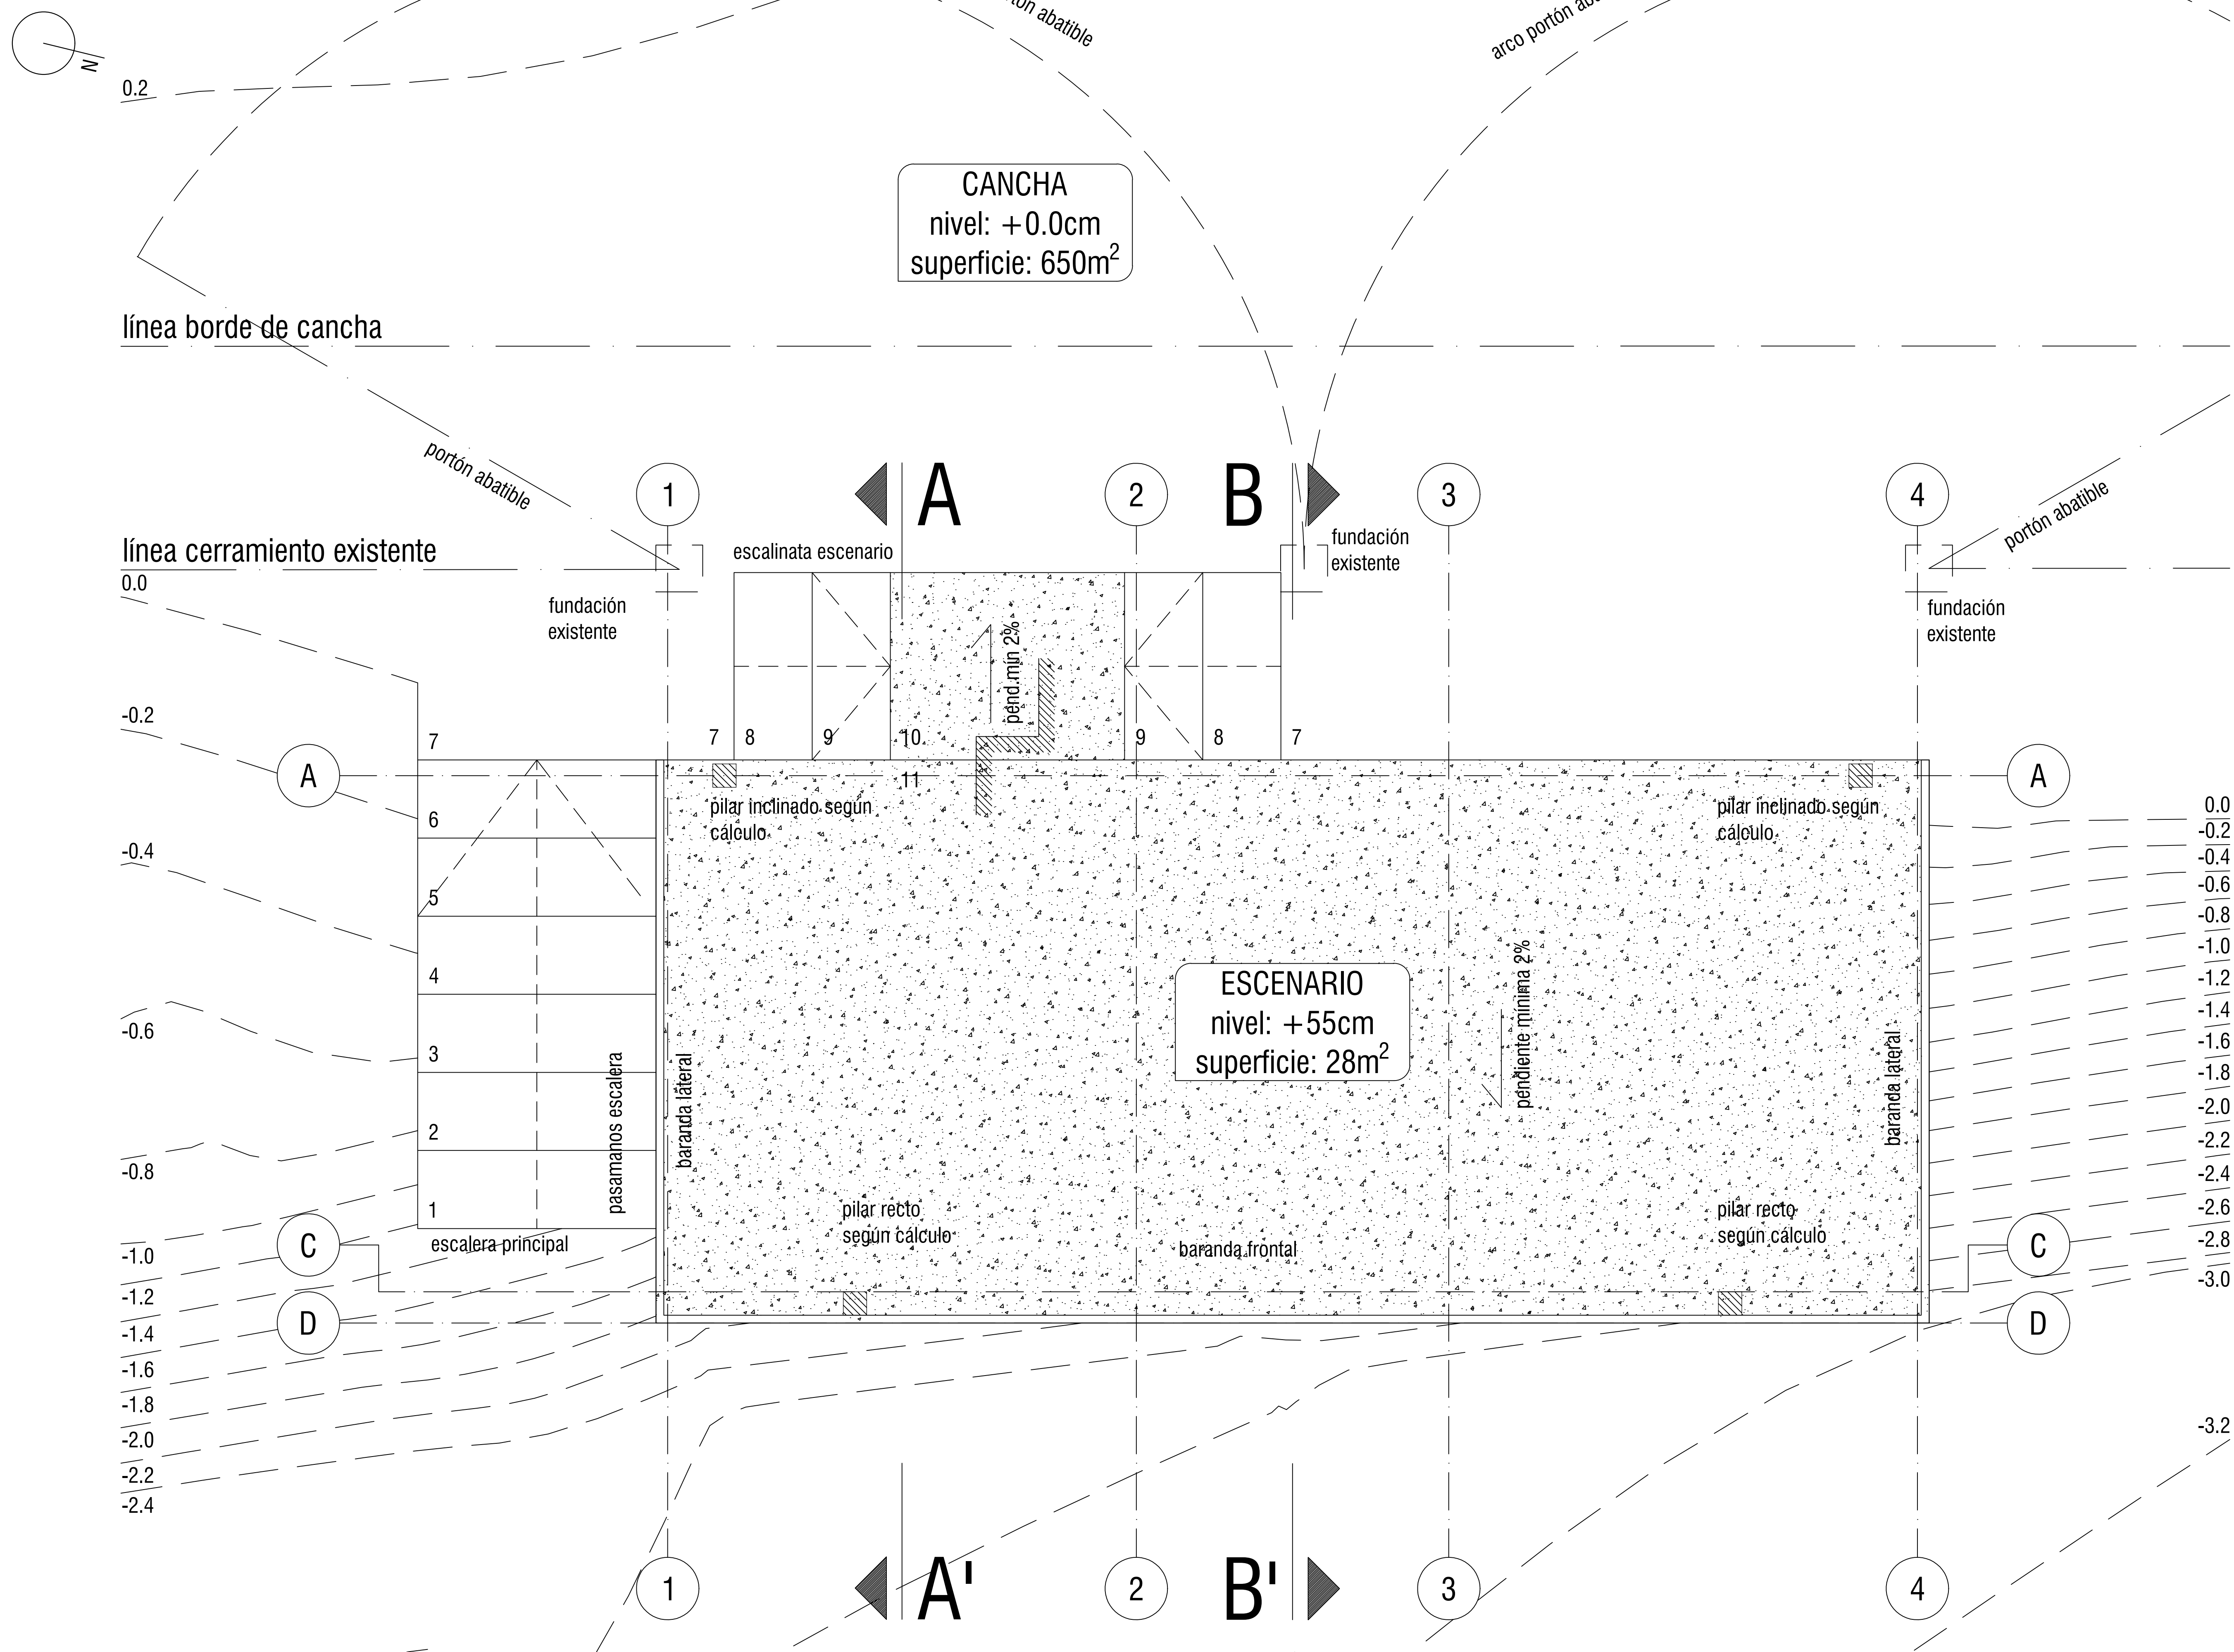 N
ón abatible
arco portón aba
0.2
CANCHA
nivel: +0.0cm
superficie: 650m²
línea borde de cancha
portón abatible
portón abatible
1
A
2
B
3
4
línea cerramiento existente
0.0
escalinata escenario
fundación
existente
fundación
existente
fundación
existente
pend.mín 2%
-0.2
7
7
8
9
10
9
8
7
A
11
A
pilar inclinado según
cálculo
pilar inclinado según
cálculo
6
5
4
3
2
1
-0.4
-0.6
-0.8
-1.0
-1.2
-1.4
-1.6
-1.8
-2.0
-2.2
-2.4
0.0
-0.2
-0.4
-0.6
-0.8
-1.0
-1.2
-1.4
-1.6
-1.8
-2.0
-2.2
-2.4
-2.6
-2.8
-3.0
-3.2
ESCENARIO
nivel: +55cm
superficie: 28m²
pendiente mínima 2%
pasamanos escalera
baranda lateral
baranda lateral
pilar recto
según cálculo
pilar recto
según cálculo
baranda frontal
escalera principal
C
C
D
D
1
A'
2
B'
3
4